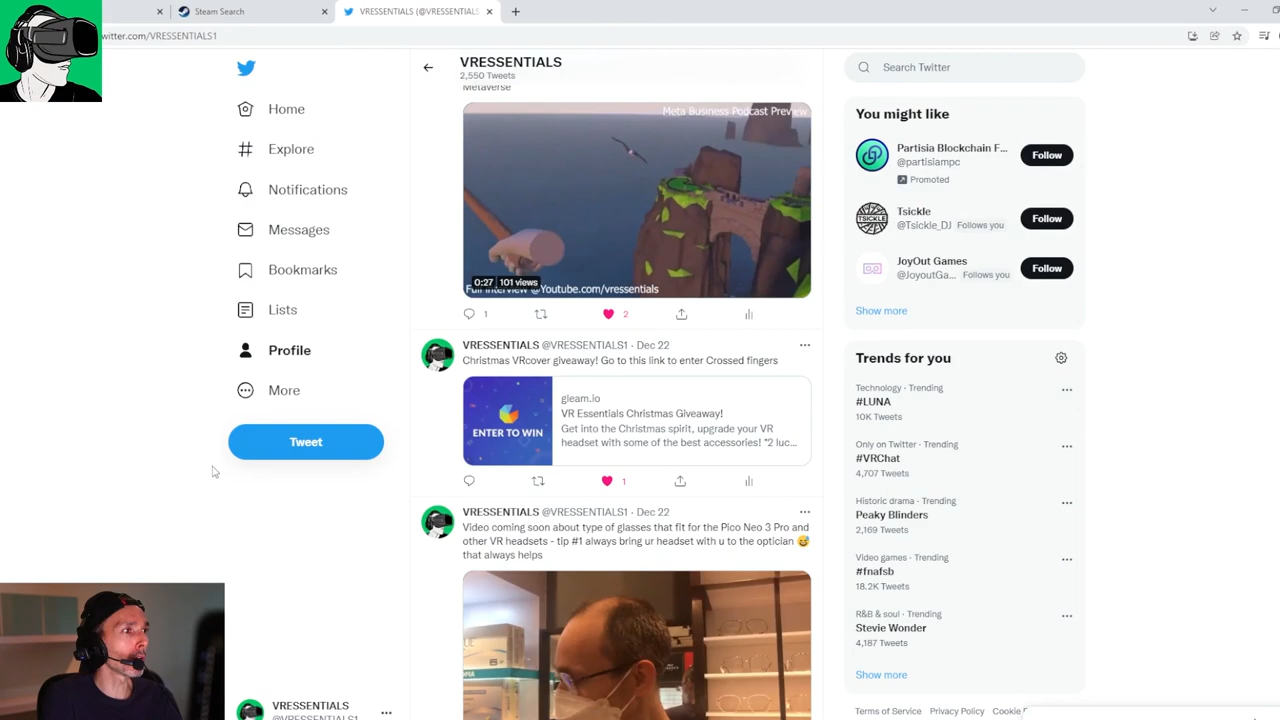 Steam Search
VRESSENTIALS (@VRESSENTIALS
witter.com/VRESSENTIALS1
Home
Explore
Notifications
Messages
Bookmarks
Lists
Profile
More
Tweet
VRESSENTIALS
@VRESSENTIALS1
VRESSENTIALS
2,550 Tweets
Metaverse
Meta Business Podcast Preview
0:27 101 views
Full Interview @Youtube.com/vressentials
1
2
VRESSENTIALS @VRESSENTIALS1 · Dec 22
Christmas VRcover giveaway! Go to this link to enter Crossed fingers
ENTER TO WIN
gleam.io
VR Essentials Christmas Giveaway!
Get into the Christmas spirit, upgrade your VR
headset with some of the best accessories! "2 luc...
1
VRESSENTIALS @VRESSENTIALS1 · Dec 22
Video coming soon about type of glasses that fit for the Pico Neo 3 Pro and
other VR headsets - tip #1 always bring ur headset with u to the optician 😅
that always helps
Search Twitter
You might like
Partisia Blockchain F...
@partisiampc
Promoted
Follow
Tsickle
@Tsickle_DJ Follows you
Follow
JoyOut Games
@JoyoutGa... Follows you
Follow
Show more
Trends for you
Technology · Trending
#LUNA
10K Tweets
Only on Twitter · Trending
#VRChat
4,707 Tweets
Historic drama · Trending
Peaky Blinders
2,169 Tweets
Video games · Trending
#fnafsb
18.2K Tweets
R&B & soul · Trending
Stevie Wonder
4,187 Tweets
Show more
Terms of Service Privacy Policy Cookie